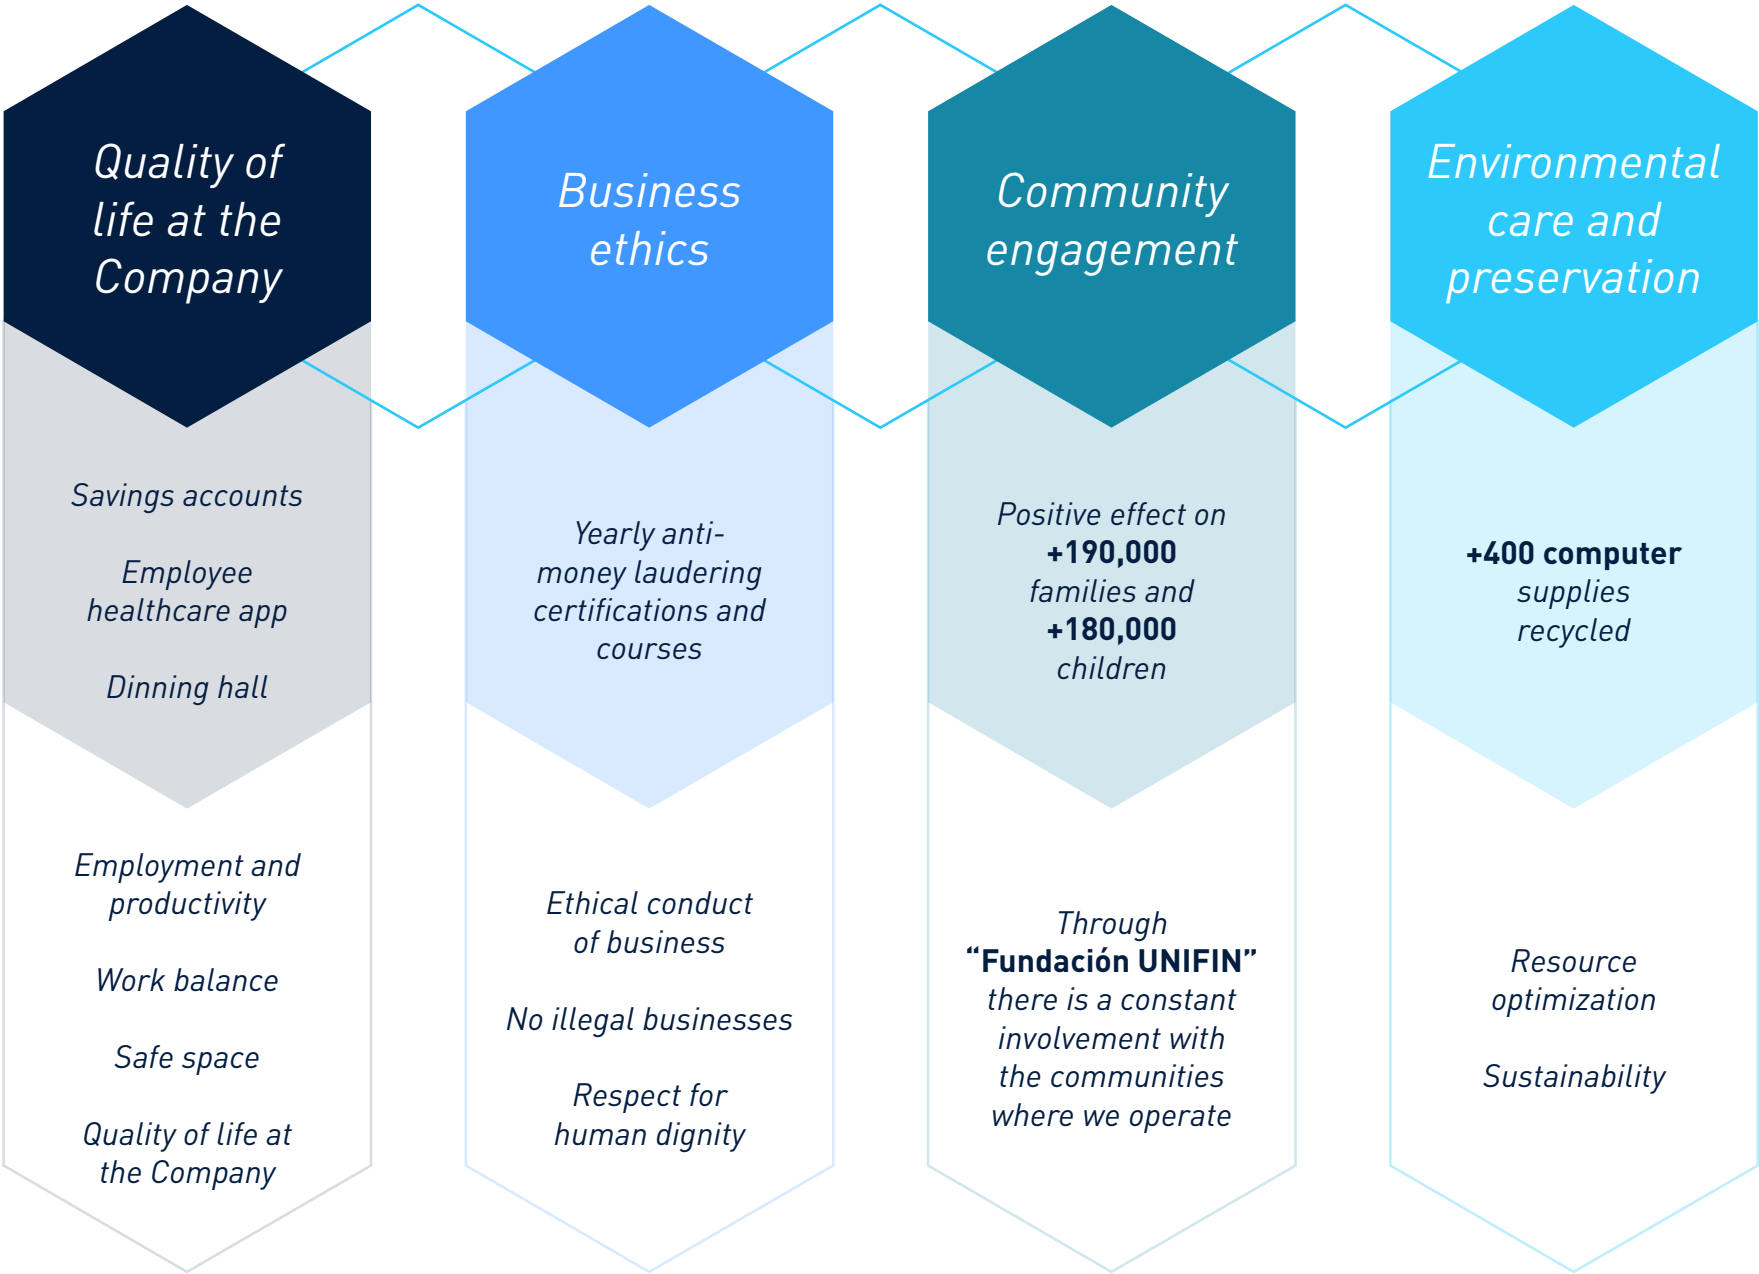 Quality of
life at the
Company
Savings accounts
Employee
healthcare app
Dinning hall
Employment and
productivity
Work balance
Safe space
Quality of life at
the Company
Business
ethics
Yearly anti-
money laudering
certifications and
courses
Ethical conduct
of business
No illegal businesses
Respect for
human dignity
Community
engagement
Positive effect on
+190,000
families and
+180,000
children
Through
“Fundación UNIFIN”
there is a constant
involvement with
the communities
where we operate
Environmental
care and
preservation
+400 computer
supplies
recycled
Resource
optimization
Sustainability